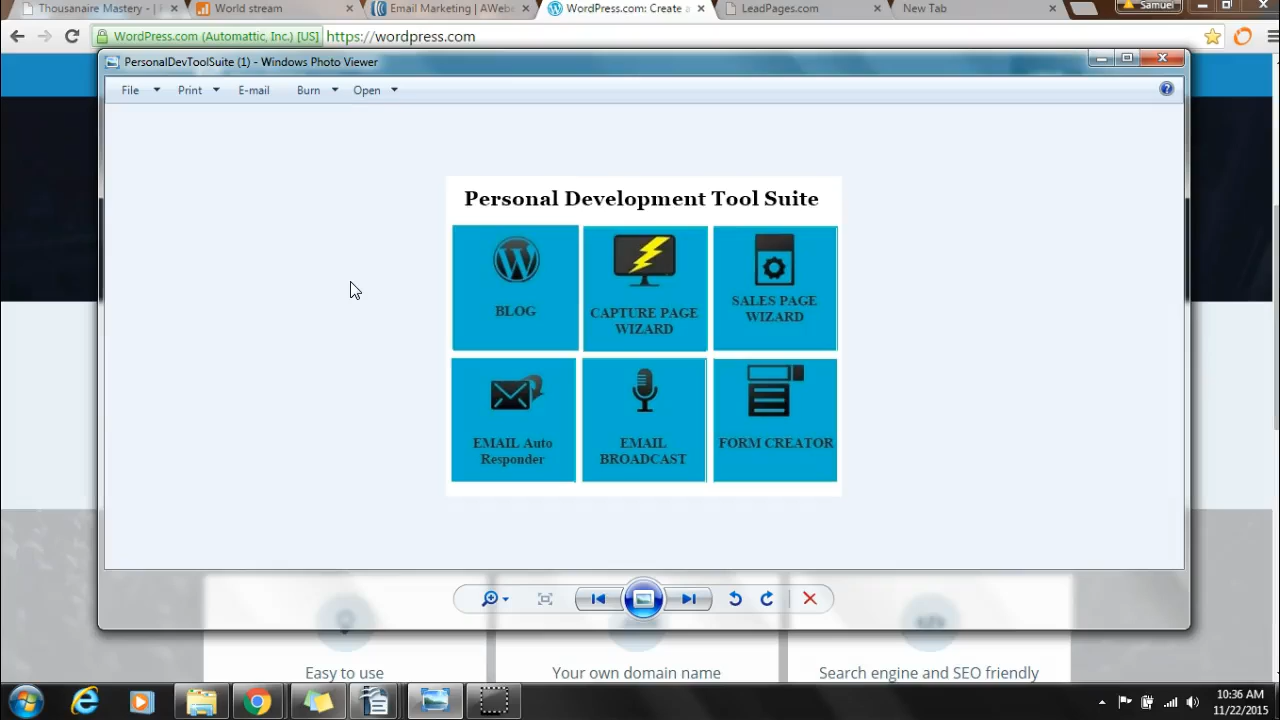 Thousanaire Mastery - | I
World stream
Email Marketing | AWebe
WordPress.com: Create a
LeadPages.com
New Tab
Samuel
WordPress.com (Automattic, Inc.) [US]
https://wordpress.com
PersonalDevToolSuite (1) - Windows Photo Viewer
File
Print
E-mail
Burn
Open
Personal Development Tool Suite
BLOG
CAPTURE PAGE
WIZARD
SALES PAGE
WIZARD
EMAIL Auto
Responder
EMAIL
BROADCAST
FORM CREATOR
Easy to use
Your own domain name
Search engine and SEO friendly
10:36 AM
11/22/2015